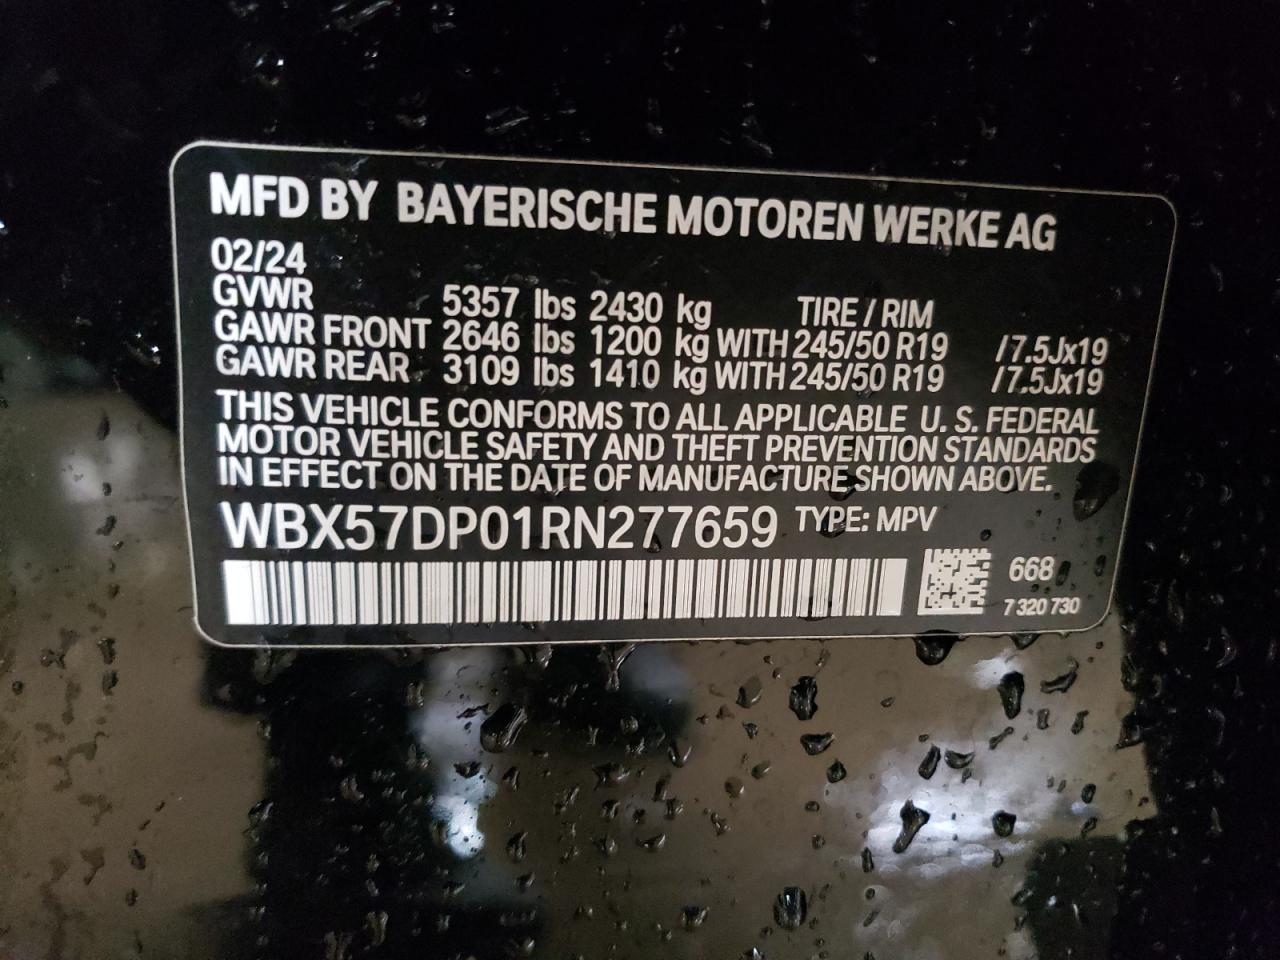 MFD BY BAYERISCHE MOTOREN WERKE AG
02/24
GVWR 5357 lbs 2430 kg TIRE / RIM
GAWR FRONT 2646 lbs 1200 kg WITH 245/50 R19 /7.5Jx19
GAWR REAR 3109 lbs 1410 kg WITH 245/50 R19 /7.5Jx19
THIS VEHICLE CONFORMS TO ALL APPLICABLE U.S. FEDERAL
MOTOR VEHICLE SAFETY AND THEFT PREVENTION STANDARDS
IN EFFECT ON THE DATE OF MANUFACTURE SHOWN ABOVE.
WBX57DP01RN277659 TYPE: MPV
668
7 320 730